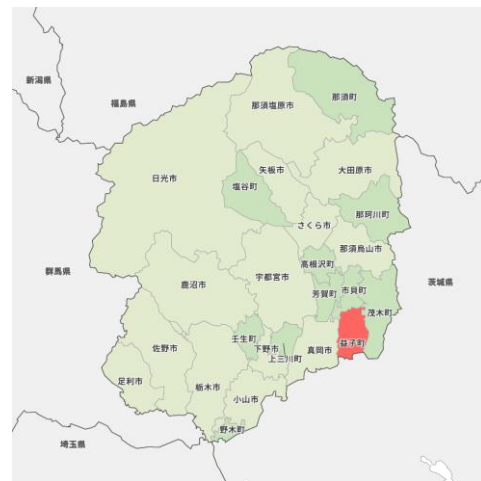 新潟県
福島県
那須町
那須塩原市
矢板市
大田原市
日光市
塩谷町
那珂川町
さくら市
那須烏山市
高根沢町
群馬県
宇都宮市
茨城県
鹿沼市
芳賀町
市貝町
茂木町
壬生町
益子町
佐野市
下野市
真岡市
上三川町
足利市
栃木市
小山市
野木町
埼玉県